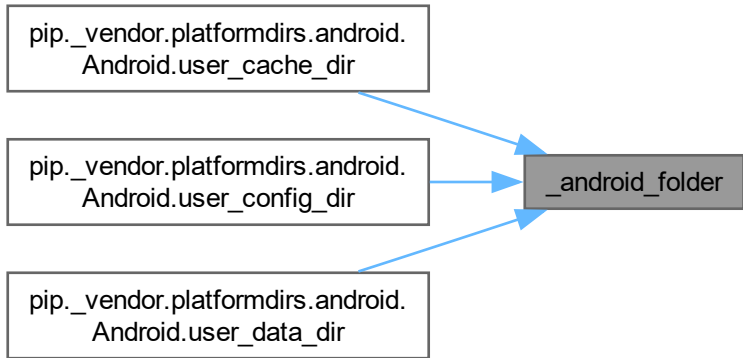 pip._vendor.platformdirs.android.
Android.user_cache_dir
pip._vendor.platformdirs.android.
Android.user_config_dir
_android_folder
pip._vendor.platformdirs.android.
Android.user_data_dir